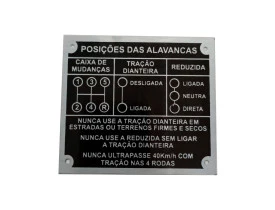 POSIÇÕES DAS ALAVANCAS
CAIXA DE MUDANÇAS
1 3 5
2 4 R
TRAÇÃO DIANTEIRA
DESLIGADA
LIGADA
REDUZIDA
LIGADA
NEUTRA
DIRETA
NUNCA USE A TRAÇÃO DIANTEIRA EM
ESTRADAS OU TERRENOS FIRMES E SECOS
NUNCA USE A REDUZIDA SEM LIGAR
A TRAÇÃO DIANTEIRA
NUNCA ULTRAPASSE 40Km/h COM
TRAÇÃO NAS 4 RODAS